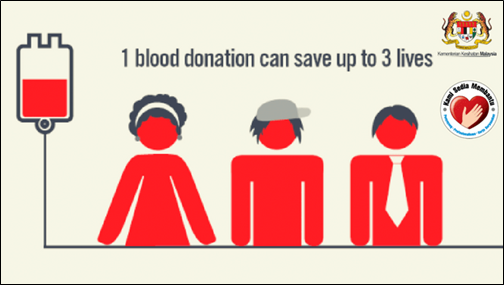 1 blood donation can save up to 3 lives
Kementerian Kesihatan Malaysia
Kami Sedia Membantu